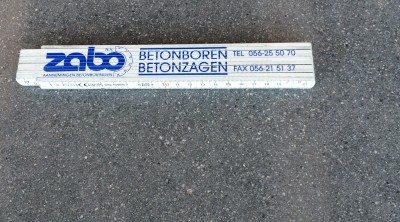 zabo B.V.
BETONBOREN TEL 056-25 50 70
BETONZAGEN FAX 056-21 51 37